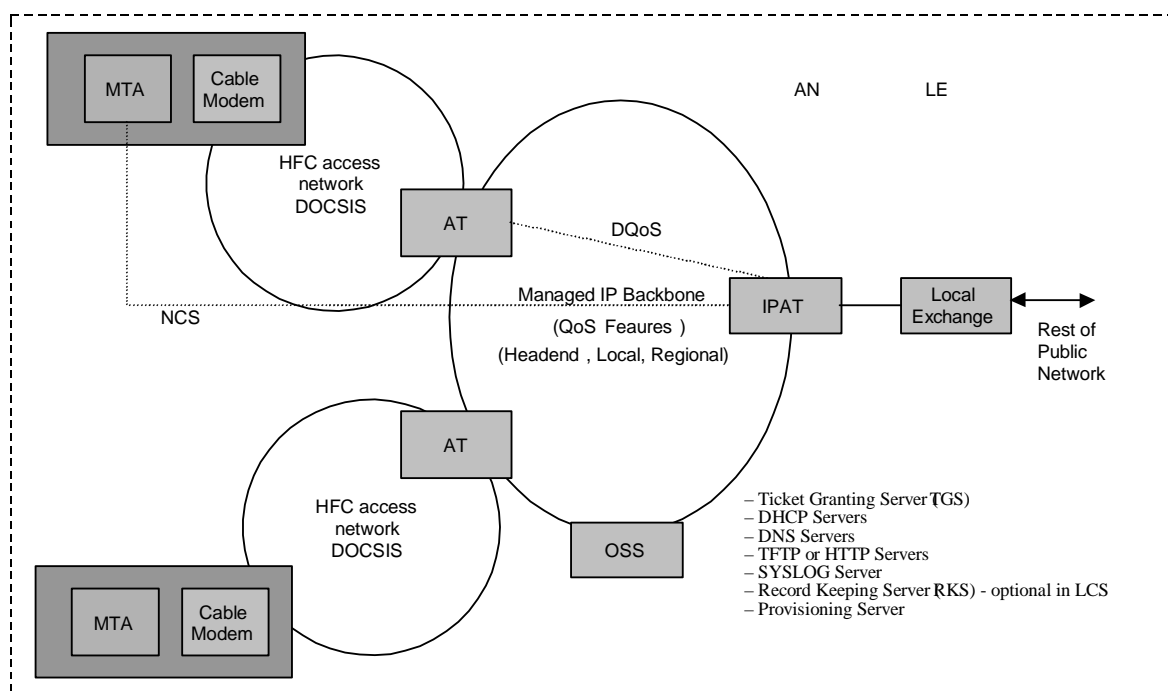 MTA
Cable
Modem
AN
LE
HFC access
network
DOCSIS
AT
DQoS
NCS
Managed IP Backbone
(QoS Feaures )
(Headend , Local, Regional)
IPAT
Local
Exchange
Rest of
Public
Network
AT
HFC access
network
DOCSIS
OSS
– Ticket Granting Server (TGS)
– DHCP Servers
– DNS Servers
– TFTP or HTTP Servers
– SYSLOG Server
– Record Keeping Server (RKS) - optional in LCS
– Provisioning Server
MTA
Cable
Modem